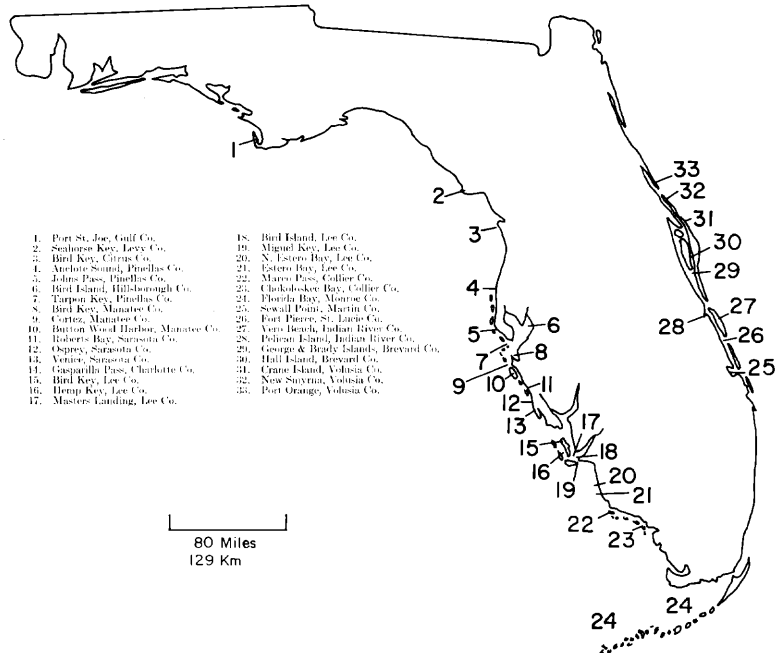 1. Port St. Joe, Gulf Co.
2. Seahorse Key, Levy Co.
3. Bird Key, Citrus Co.
4. Anclote Sound, Pinellas Co.
5. Johns Pass, Pinellas Co.
6. Bird Island, Hillsborough Co.
7. Tarpon Key, Pinellas Co.
8. Bird Key, Manatee Co.
9. Cortez, Manatee Co.
10. Button Wood Harbor, Manatee Co.
11. Roberts Bay, Sarasota Co.
12. Osprey, Sarasota Co.
13. Venice, Sarasota Co.
14. Gasparilla Pass, Charlotte Co.
15. Bird Key, Lee Co.
16. Hemp Key, Lee Co.
17. Masters Landing, Lee Co.
18. Bird Island, Lee Co.
19. Miguel Key, Lee Co.
20. N. Estero Bay, Lee Co.
21. Estero Bay, Lee Co.
22. Marco Pass, Collier Co.
23. Chokoloskee Bay, Collier Co.
24. Florida Bay, Monroe Co.
25. Sewall Point, Martin Co.
26. Fort Pierce, St. Lucie Co.
27. Vero Beach, Indian River Co.
28. Pelican Island, Indian River Co.
29. George & Brady Islands, Brevard Co.
30. Hall Island, Brevard Co.
31. Crane Island, Volusia Co.
32. New Smyrna, Volusia Co.
33. Port Orange, Volusia Co.
1
2
3
4
5
6
7
8
9
10
11
12
13
15
16
17
18
19
20
21
22
23
24
24
33
32
31
30
29
28
27
26
25
80 Miles
129 Km